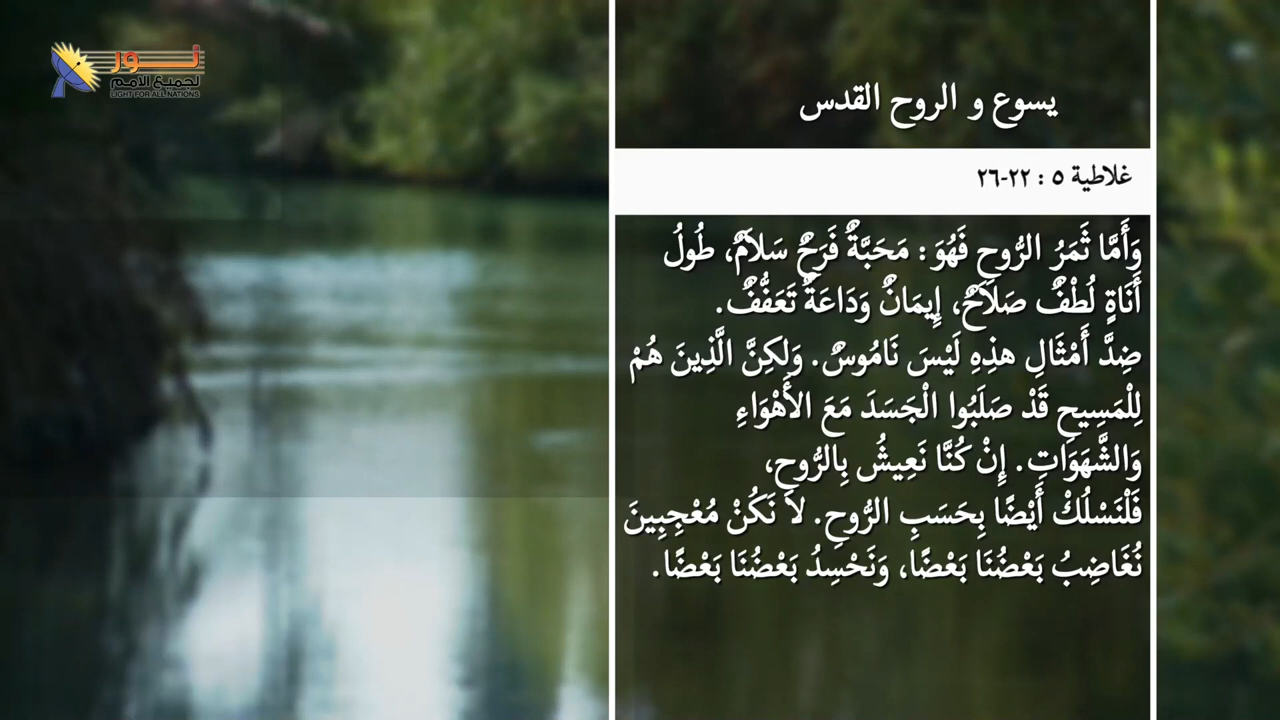 نور
لجميع الأمم
LIGHT FOR ALL NATIONS
يسوع و الروح القدس
غلاطية ٥ : ٢٢-٢٦
وَأَمَّا ثَمَرُ الرُّوحِ فَهُوَ: مَحَبَّةٌ فَرَحٌ سَلاَمٌ، طُولُ
أَنَاةٍ لُطْفٌ صَلاَحٌ، إِيمَانٌ وَدَاعَةٌ تَعَفُّفٌ.
ضِدَّ أَمْثَالِ هذِهِ لَيْسَ نَامُوسٌ. وَلكِنَّ الَّذِينَ هُمْ
لِلْمَسِيحِ قَدْ صَلَبُوا الْجَسَدَ مَعَ الأَهْوَاءِ
وَالشَّهَوَاتِ. إِنْ كُنَّا نَعِيشُ بِالرُّوحِ،
فَلْنَسْلُكْ أَيْضًا بِحَسَبِ الرُّوحِ. لاَ نَكُنْ مُعْجِبِينَ
نُغَاضِبُ بَعْضُنَا بَعْضًا، وَنَحْسِدُ بَعْضُنَا بَعْضًا.